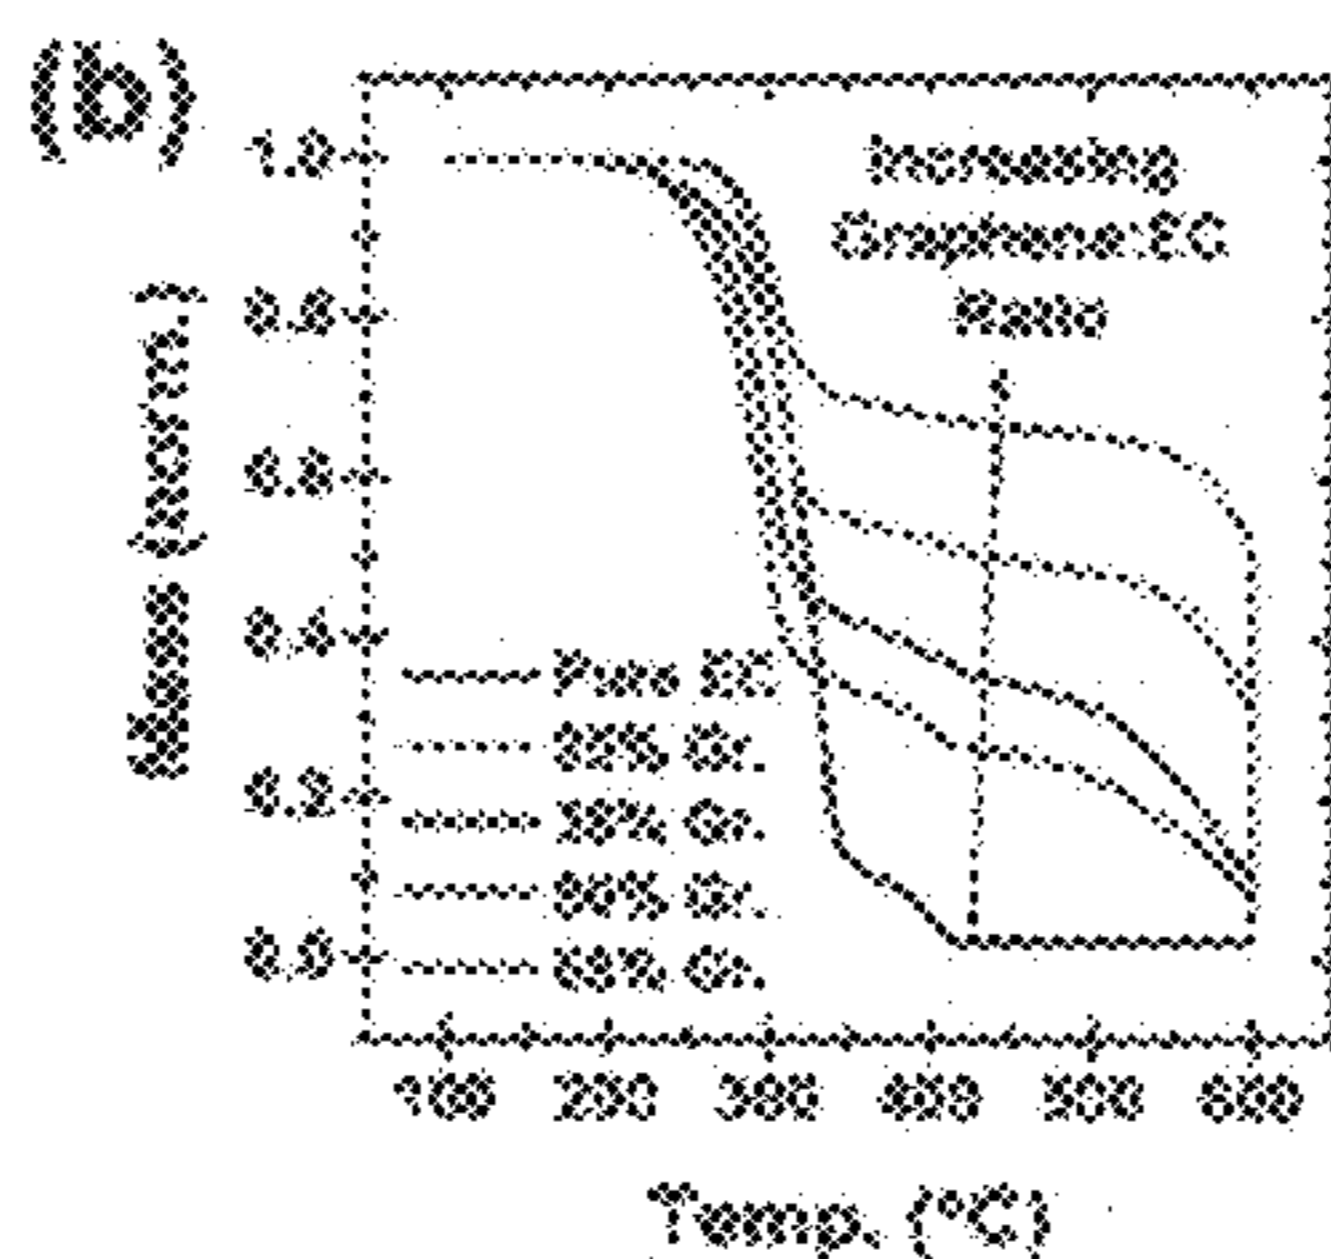 (b)
1.0
Increasing
Graphene:EC
Ratio
Mass (norm.)
0.8
0.6
0.4
0.2
0.0
Pure EC
Gr.
Gr.
Gr.
Gr.
100 200 300 400 500 600
Temp. (°C)